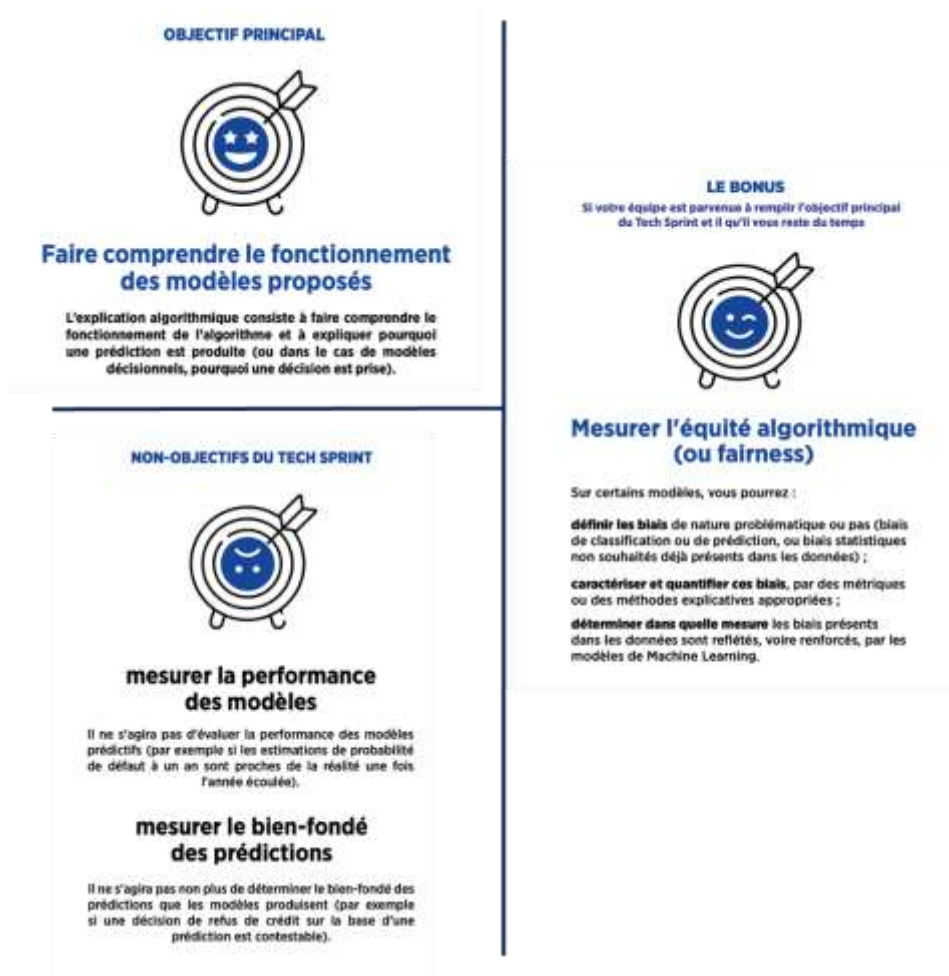 OBJECTIF PRINCIPAL
Faire comprendre le fonctionnement
des modèles proposés
L'explication algorithmique consiste à faire comprendre le
fonctionnement de l'algorithme et à expliquer pourquoi
une prédiction est produite (ou dans le cas de modèles
décisionnels, pourquoi une décision est prise).
NON-OBJECTIFS DU TECH SPRINT
mesurer la performance
des modèles
Il ne s'agira pas d'évaluer la performance des modèles
prédictifs (par exemple si les estimations de probabilité
de défaut à un an sont proches de la réalité une fois
l'année écoulée).
mesurer le bien-fondé
des prédictions
Il ne s'agira pas non plus de déterminer le bien-fondé des
prédictions que les modèles produisent (par exemple
si une décision de refus de crédit sur la base d'une
prédiction est contestable).
LE BONUS
Si votre équipe est parvenue à remplir l'objectif principal
du Tech Sprint et il qu'il vous reste du temps
Mesurer l'équité algorithmique
(ou fairness)
Sur certains modèles, vous pourrez :
définir les biais de nature problématique ou pas (biais
de classification ou de prédiction, ou biais statistiques
non souhaités déjà présents dans les données) ;
caractériser et quantifier ces biais, par des métriques
ou des méthodes explicatives appropriées ;
déterminer dans quelle mesure les biais présents
dans les données sont reflétés, voire renforcés, par les
modèles de Machine Learning.